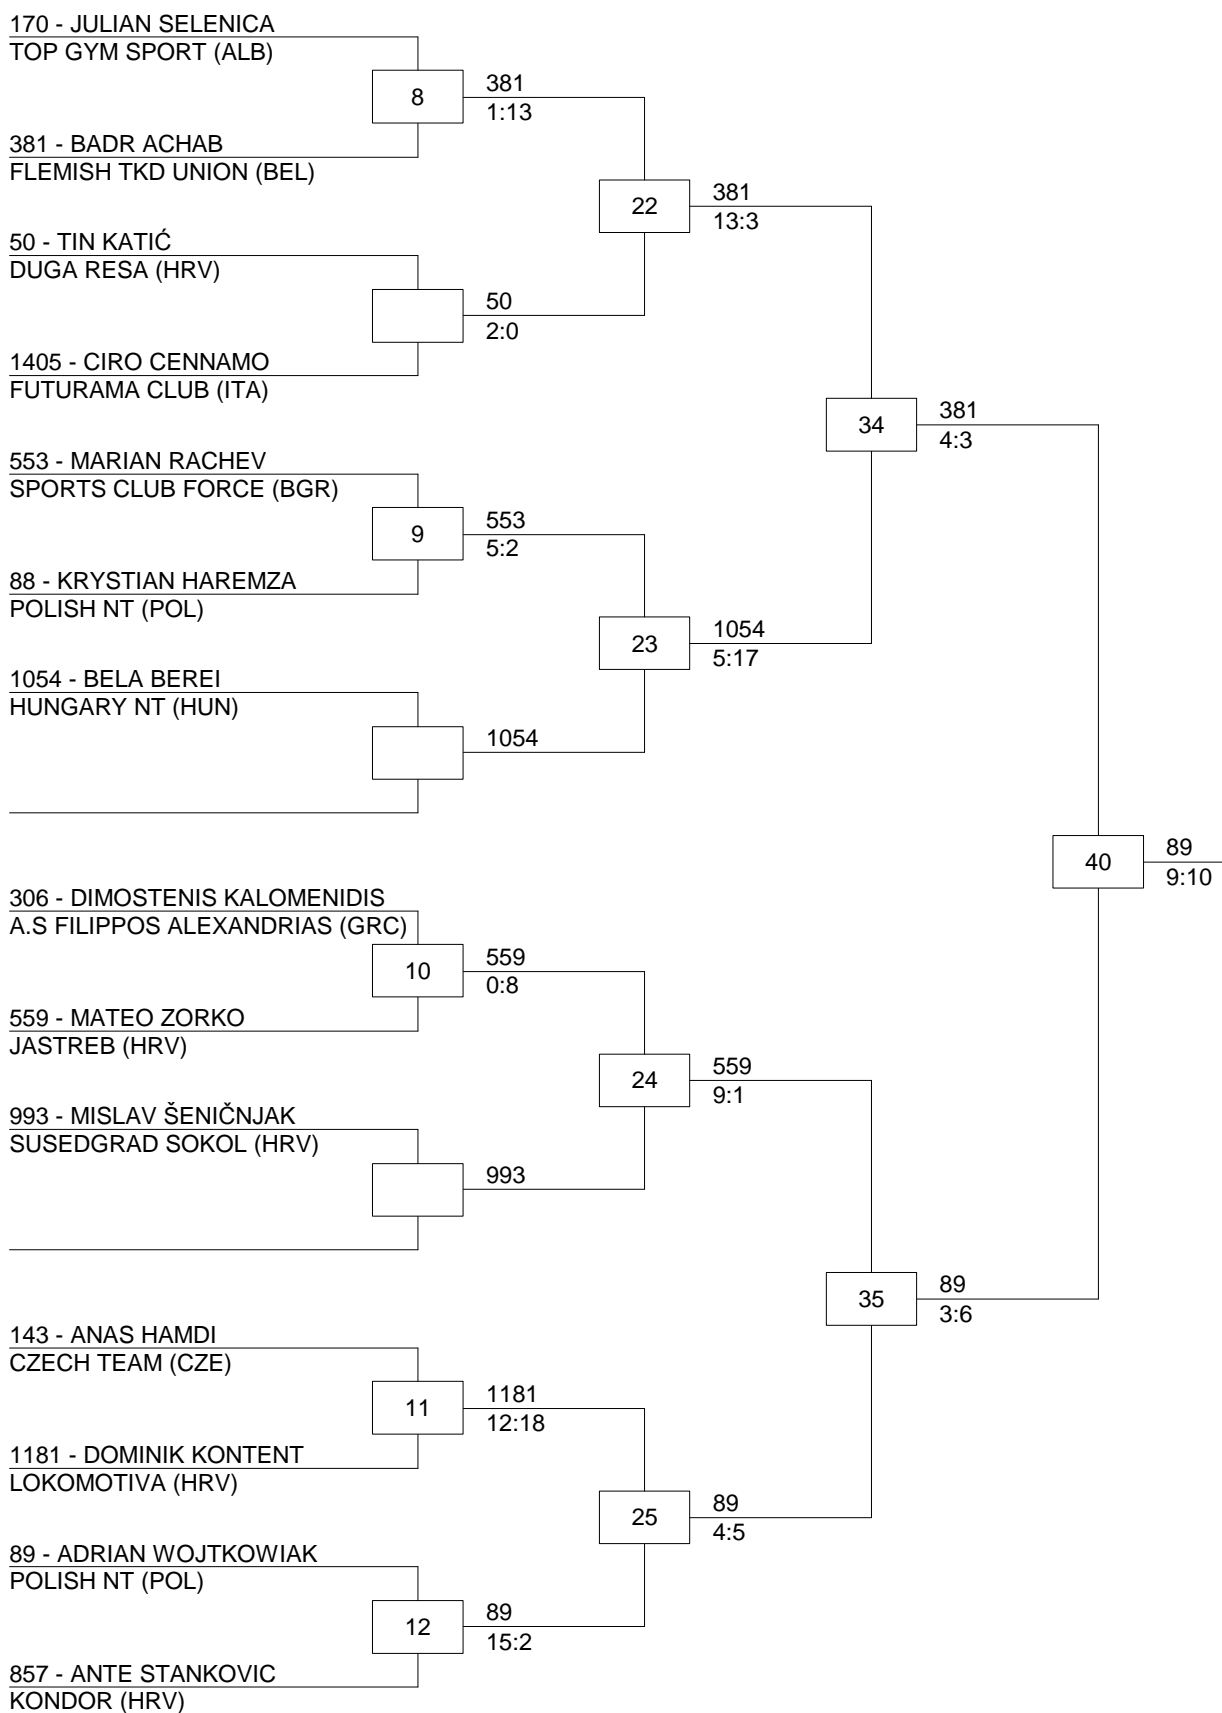 170 - JULIAN SELENICA
TOP GYM SPORT (ALB)
8
381
1:13
381 - BADR ACHAB
FLEMISH TKD UNION (BEL)
22
381
13:3
50 - TIN KATIĆ
DUGA RESA (HRV)
50
2:0
1405 - CIRO CENNAMO
FUTURAMA CLUB (ITA)
34
381
4:3
553 - MARIAN RACHEV
SPORTS CLUB FORCE (BGR)
9
553
5:2
88 - KRYSTIAN HAREMZA
POLISH NT (POL)
23
1054
5:17
1054 - BELA BEREI
HUNGARY NT (HUN)
1054
40
89
9:10
306 - DIMOSTENIS KALOMENIDIS
A.S FILIPPOS ALEXANDRIAS (GRC)
10
559
0:8
559 - MATEO ZORKO
JASTREB (HRV)
24
559
9:1
993 - MISLAV ŠENIČNJAK
SUSEDGRAD SOKOL (HRV)
993
35
89
3:6
143 - ANAS HAMDI
CZECH TEAM (CZE)
11
1181
12:18
1181 - DOMINIK KONTENT
LOKOMOTIVA (HRV)
25
89
4:5
89 - ADRIAN WOJTKOWIAK
POLISH NT (POL)
12
89
15:2
857 - ANTE STANKOVIC
KONDOR (HRV)